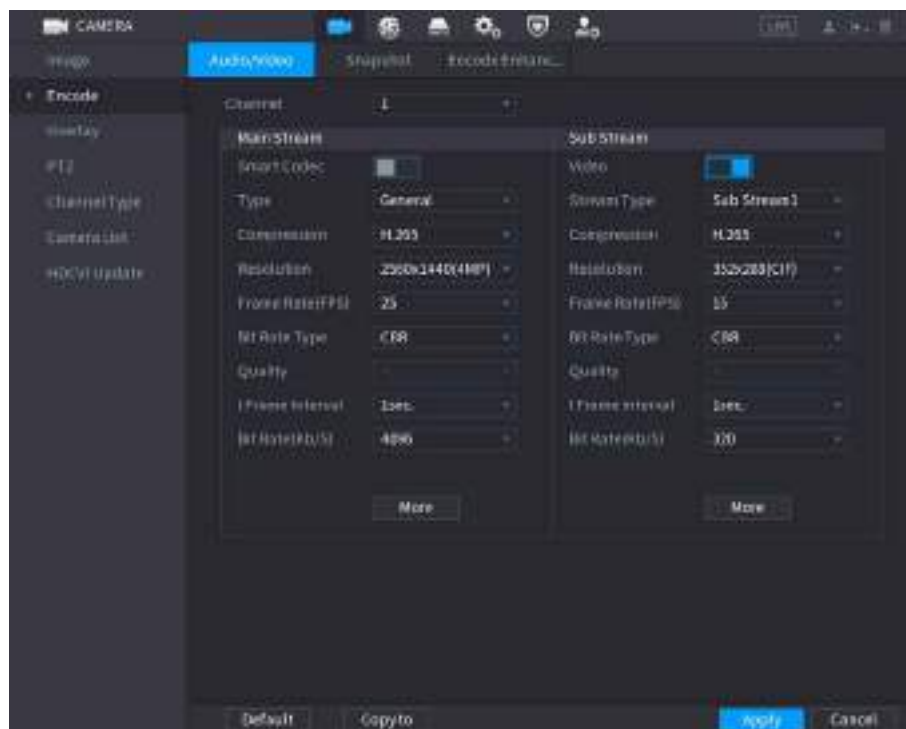 CAMERA
LIVE
Image
Audio/Video Snapshot Encode Enhanc...
Encode
Channel 1
Overlay
Main Stream Sub Stream
PTZ
Smart Codec Video
Channel Type
Type General Stream Type Sub Stream1
Camera List
Compression H.265 Compression H.265
HDCVI Update
Resolution 2560x1440(4MP) Resolution 352x288(CIF)
Frame Rate(FPS) 25 Frame Rate(FPS) 15
Bit Rate Type CBR Bit Rate Type CBR
Quality Quality
I Frame Interval 1sec. I Frame Interval 1sec.
Bit Rate(Kb/S) 4096 Bit Rate(Kb/S) 320
More More
Default Copy to Apply Cancel